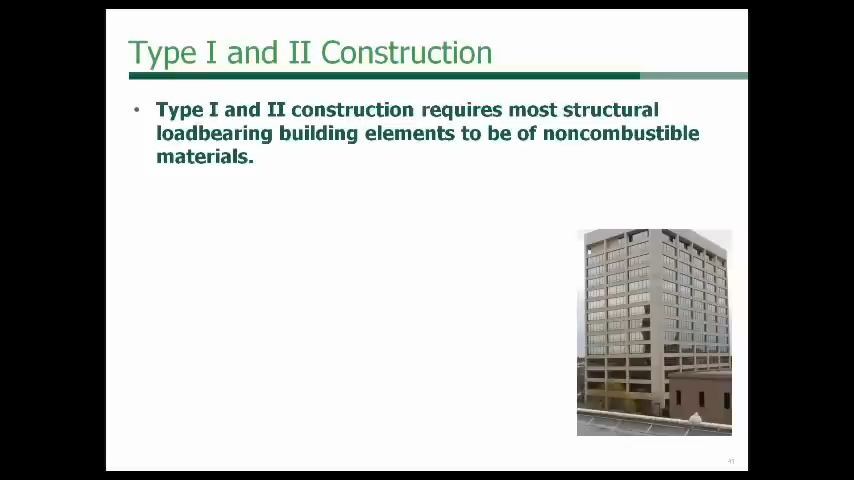 Type I and II Construction
• Type I and II construction requires most structural
loadbearing building elements to be of noncombustible
materials.